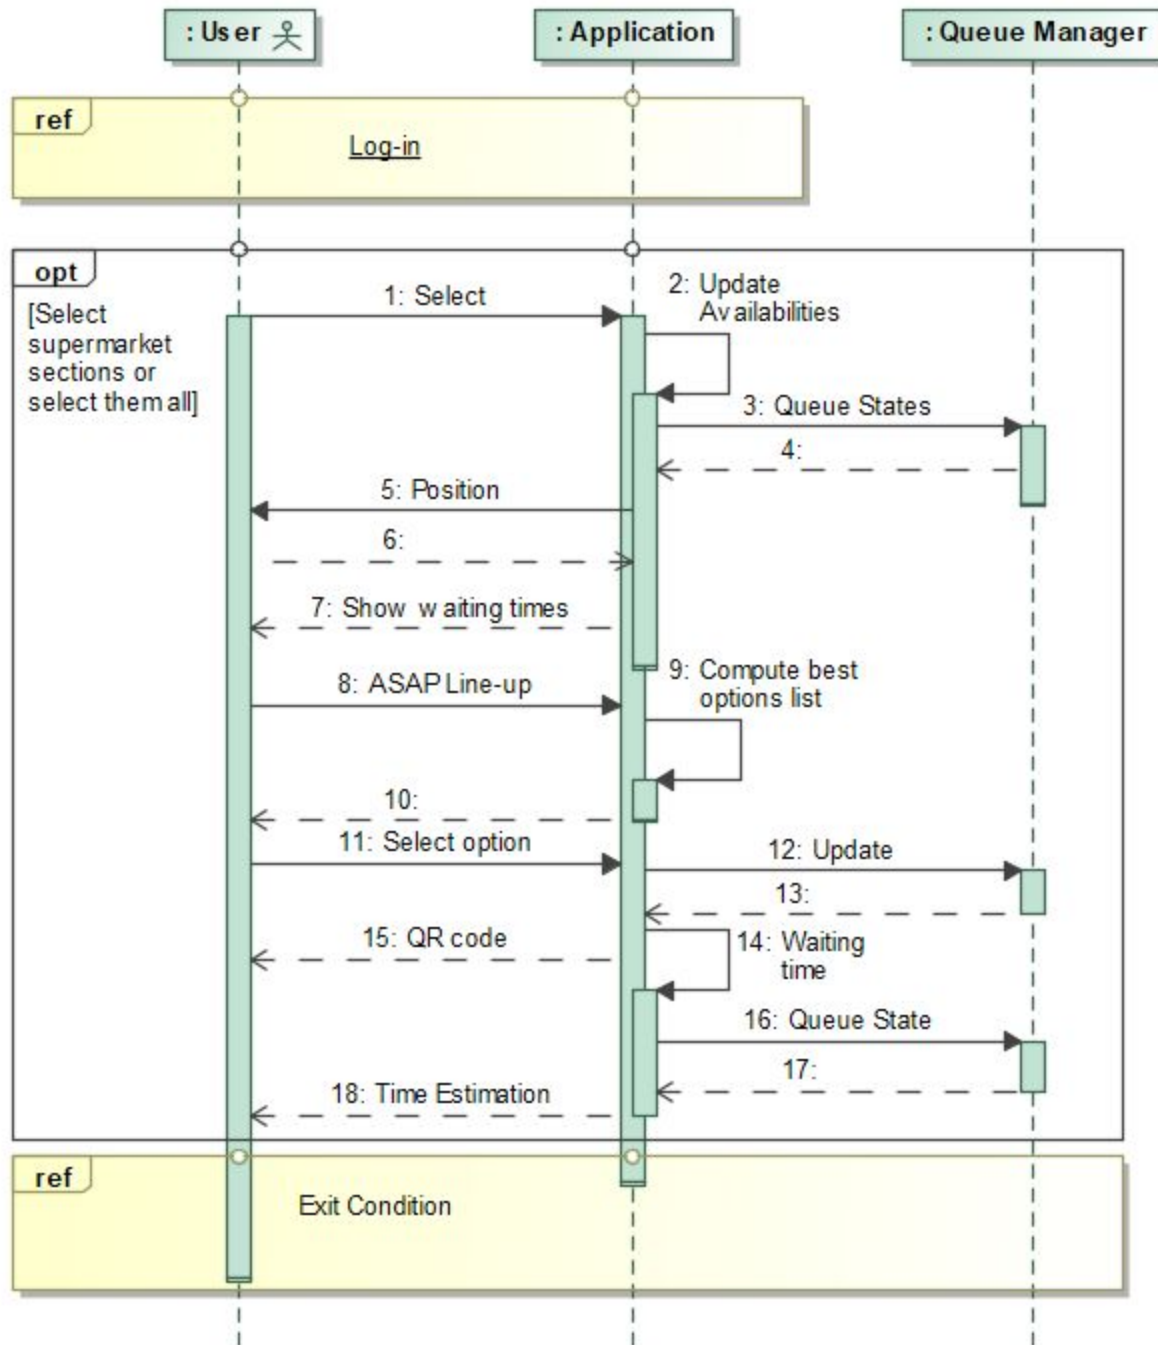 : User
: Application
: Queue Manager
ref
Log-in
opt
[Select
supermarket
sections or
select them all]
1: Select
2: Update
Availabilities
3: Queue States
4:
5: Position
6:
7: Show waiting times
8: ASAP Line-up
9: Compute best
options list
10:
11: Select option
12: Update
13:
14: Waiting
time
15: QR code
16: Queue State
17:
18: Time Estimation
ref
Exit Condition